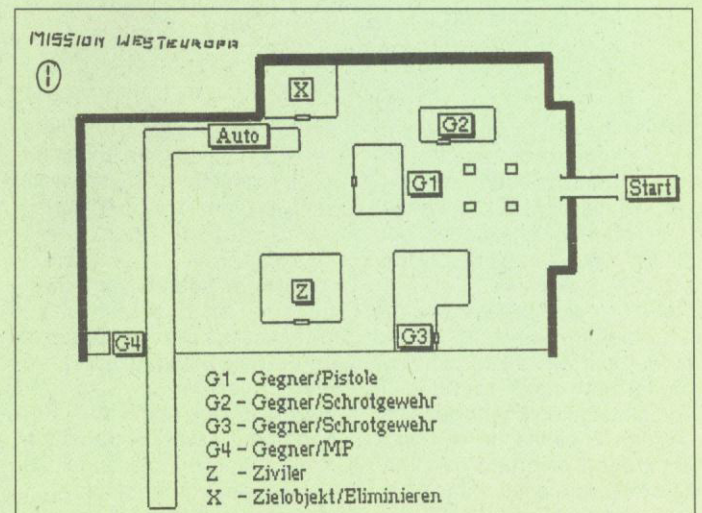 MISSION WESTEUROPA
1
X
Auto
G2
G1
Start
Z
G4
G3
G1 - Gegner/Pistole
G2 - Gegner/Schrotgewehr
G3 - Gegner/Schrotgewehr
G4 - Gegner/MP
Z - Ziviler
X - Zielobjekt/Eliminieren